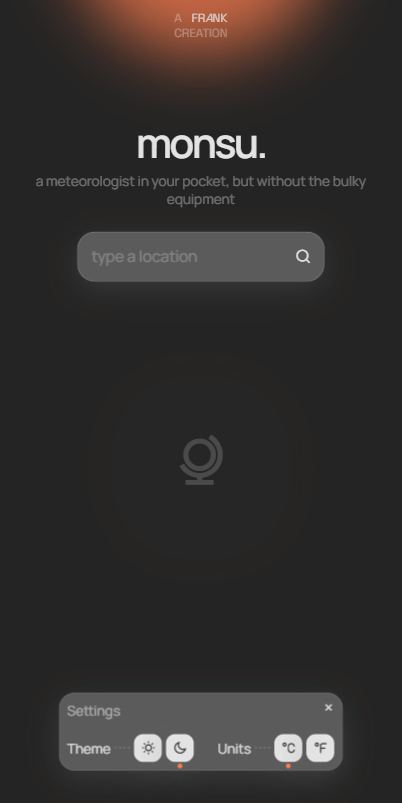 A FRANK
CREATION
monsu.
a meteorologist in your pocket, but without the bulky
equipment
type a location
Settings ×
Theme Units °C °F